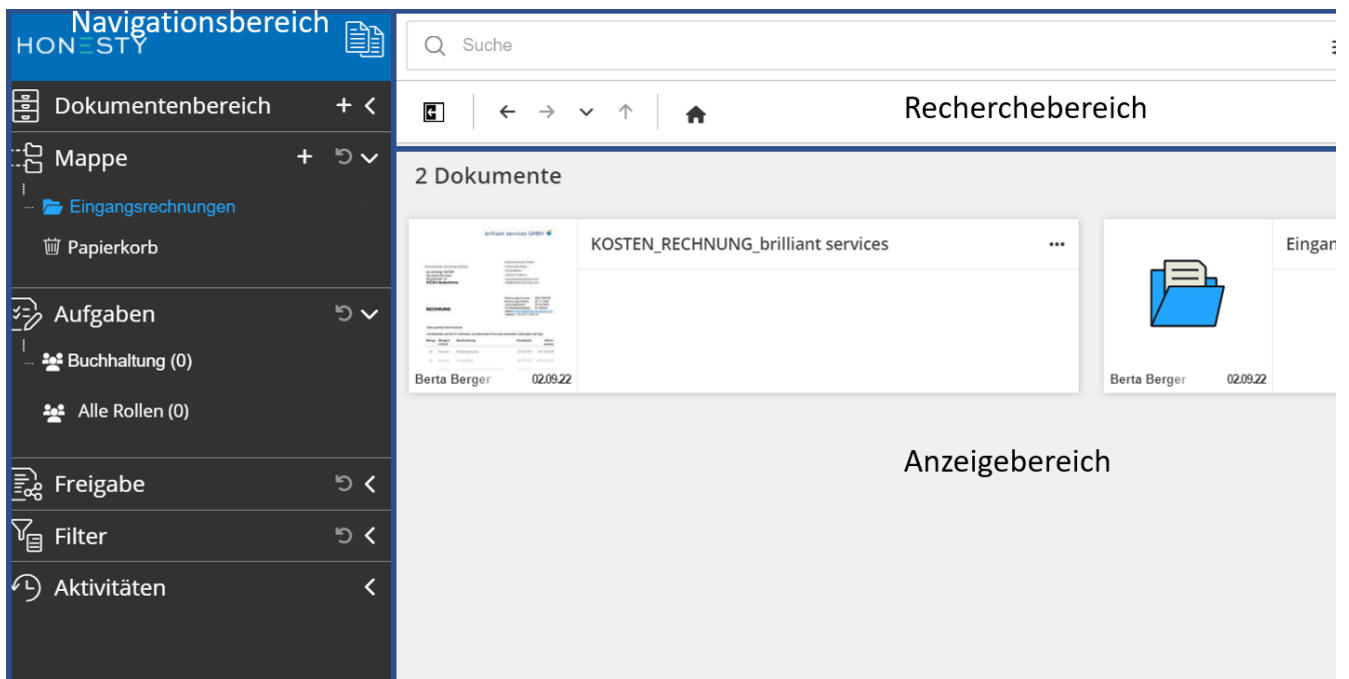 Navigationsbereich
HONESTY
Dokumentenbereich
Mappe
Eingangsrechnungen
Papierkorb
Aufgaben
Buchhaltung (0)
Alle Rollen (0)
Freigabe
Filter
Aktivitäten
Suche
Recherchebereich
2 Dokumente
brilliant services GMBH
RECHNUNG
Berta Berger 02.09.22
KOSTEN_RECHNUNG_brilliant services
Eingan
Berta Berger 02.09.22
Anzeigebereich